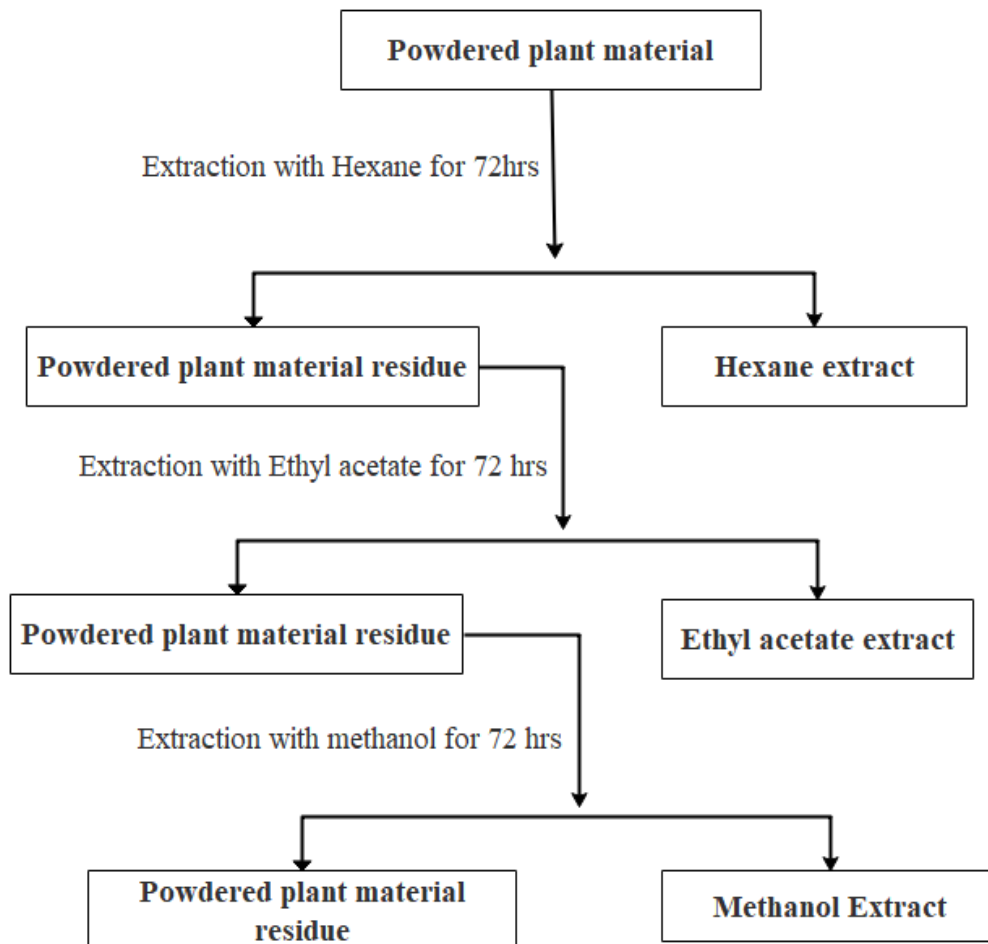 Powdered plant material
Extraction with Hexane for 72hrs
Powdered plant material residue
Hexane extract
Extraction with Ethyl acetate for 72 hrs
Powdered plant material residue
Ethyl acetate extract
Extraction with methanol for 72 hrs
Powdered plant material
residue
Methanol Extract